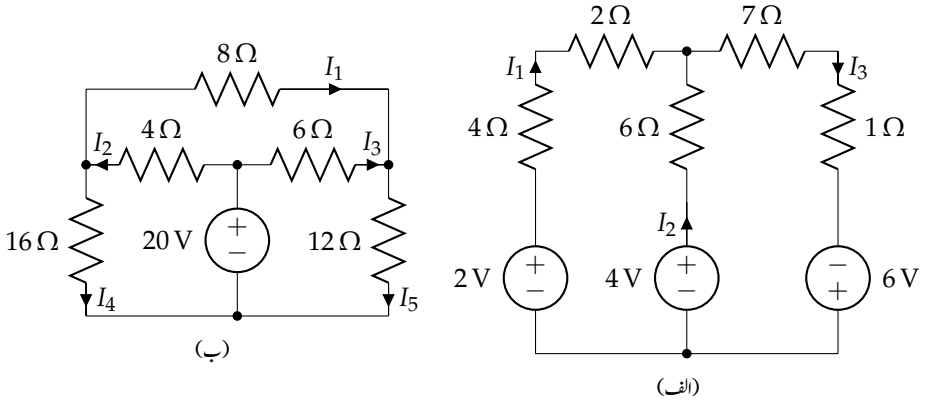 8 Ω
I₁
I₂
4 Ω
6 Ω
I₃
16 Ω
20 V
+
−
12 Ω
I₄
I₅
(ب)
2 Ω
7 Ω
I₁
I₃
4 Ω
6 Ω
1 Ω
I₂
2 V
+
−
4 V
+
−
−
+
6 V
(الف)